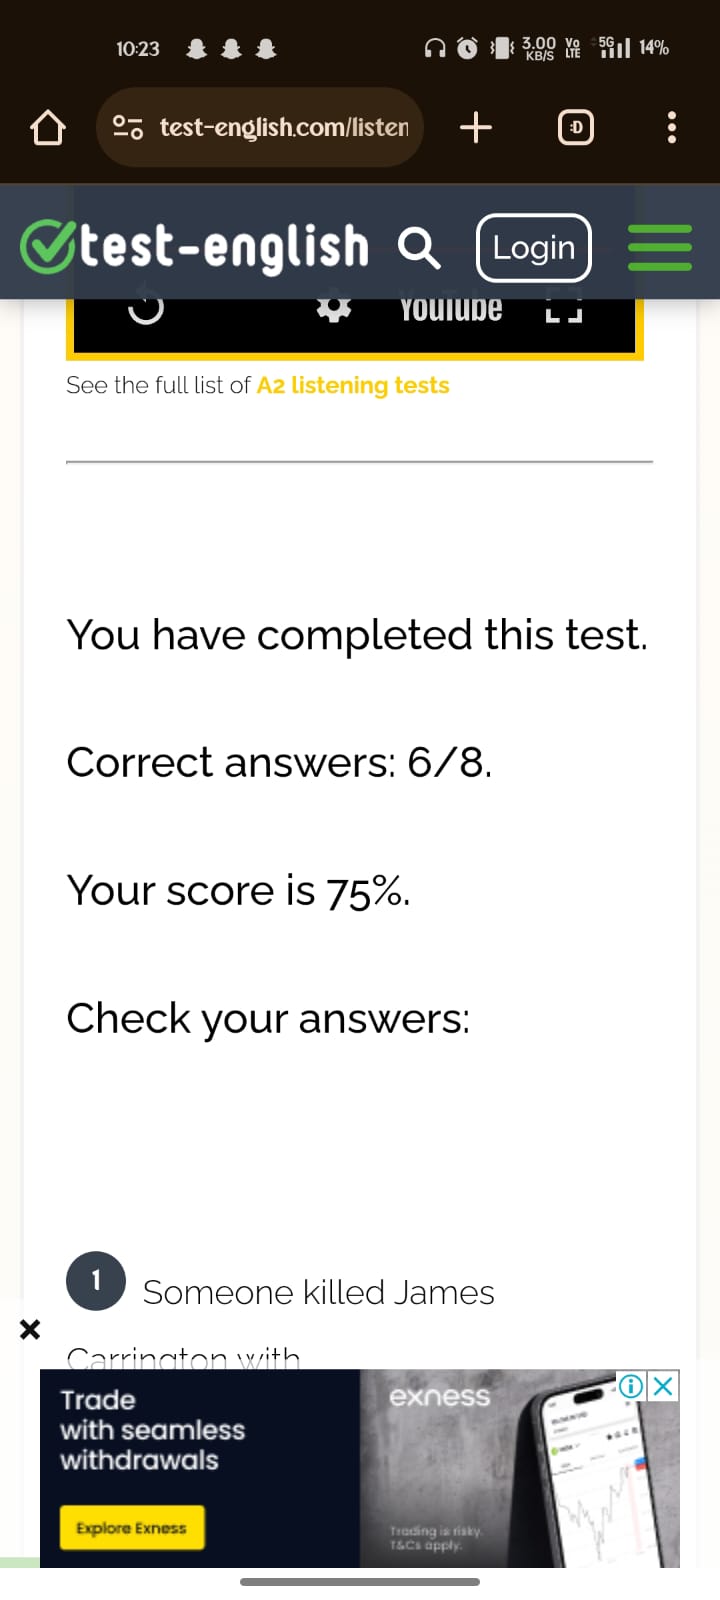 10:23 3.00 KB/S Vo LTE 5G 14%
test-english.com/listen :D
test-english Login
YouTube
See the full list of A2 listening tests
You have completed this test.
Correct answers: 6/8.
Your score is 75%.
Check your answers:
1 Someone killed James
Carrington with
Trade
with seamless
withdrawals
Explore Exness
exness
Trading is risky.
T&Cs apply.